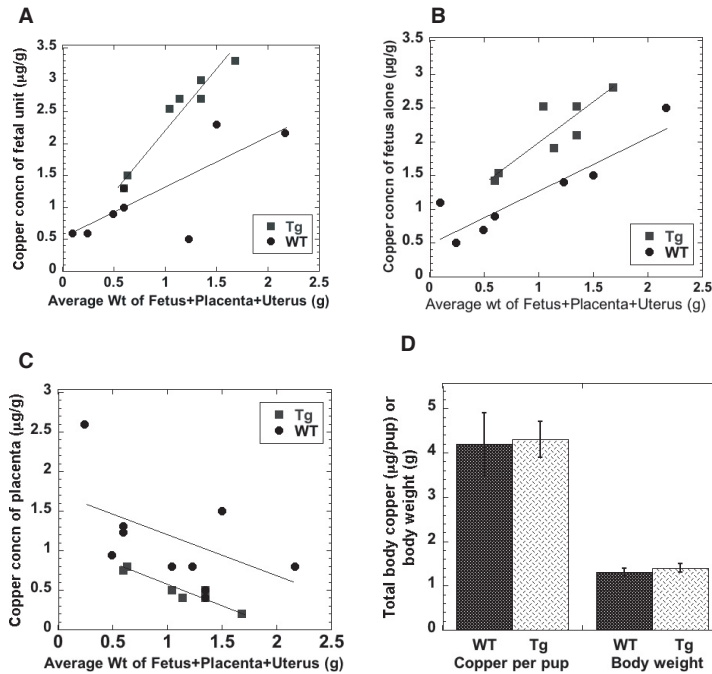 A
Copper concn of fetal unit (µg/g)
3.5
3
2.5
2
1.5
1
0.5
0
Tg
WT
0 0.5 1 1.5 2 2.5
Average Wt of Fetus+Placenta+Uterus (g)
B
Copper concn of fetus alone (µg/g)
3.5
3
2.5
2
1.5
1
0.5
0
Tg
WT
0 0.5 1 1.5 2 2.5
Average wt of Fetus+Placenta+Uterus (g)
C
Copper concn of placenta (µg/g)
3
2.5
2
1.5
1
0.5
0
Tg
WT
0 0.5 1 1.5 2 2.5
Average Wt of Fetus+Placenta+Uterus (g)
D
Total body copper (µg/pup) or
body weight (g)
5
4
3
2
1
0
WT Tg WT Tg
Copper per pup Body weight